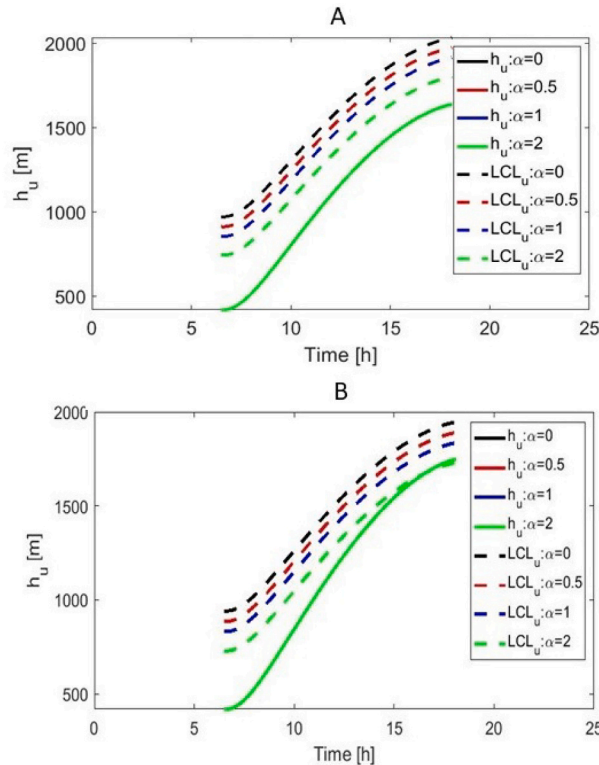 A
h_u [m]
2000
1500
1000
500
0
5
10
15
20
25
Time [h]
h_u:α=0
h_u:α=0.5
h_u:α=1
h_u:α=2
LCL_u:α=0
LCL_u:α=0.5
LCL_u:α=1
LCL_u:α=2
B
h_u [m]
2000
1500
1000
500
0
5
10
15
20
25
Time [h]
h_u:α=0
h_u:α=0.5
h_u:α=1
h_u:α=2
LCL_u:α=0
LCL_u:α=0.5
LCL_u:α=1
LCL_u:α=2